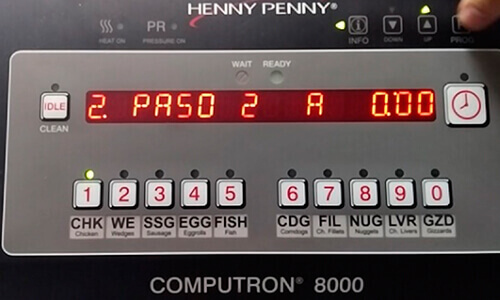 HENNY PENNY®
HEAT ON PR PRESSURE ON INFO DOWN UP PROG
WAIT READY
IDLE 2. PASO 2 A 0.00
CLEAN
1 2 3 4 5 6 7 8 9 0
CHK WE SSG EGG FISH CDG FIL NUG LVR GZD
Chicken Wedges Sausage Eggrolls Fish Corndogs Ch. Fillets Nuggets Ch. Livers Gizzards
COMPUTRON® 8000